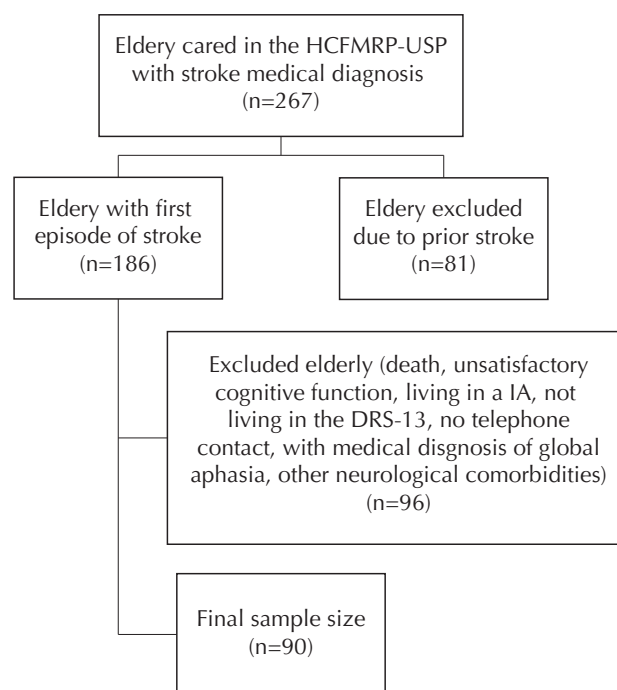 Eldery cared in the HCFMRP-USP
with stroke medical diagnosis
(n=267)
Eldery with first
episode of stroke
(n=186)
Eldery excluded
due to prior stroke
(n=81)
Excluded elderly (death, unsatisfactory
cognitive function, living in a IA, not
living in the DRS-13, no telephone
contact, with medical disgnosis of global
aphasia, other neurological comorbidities)
(n=96)
Final sample size
(n=90)